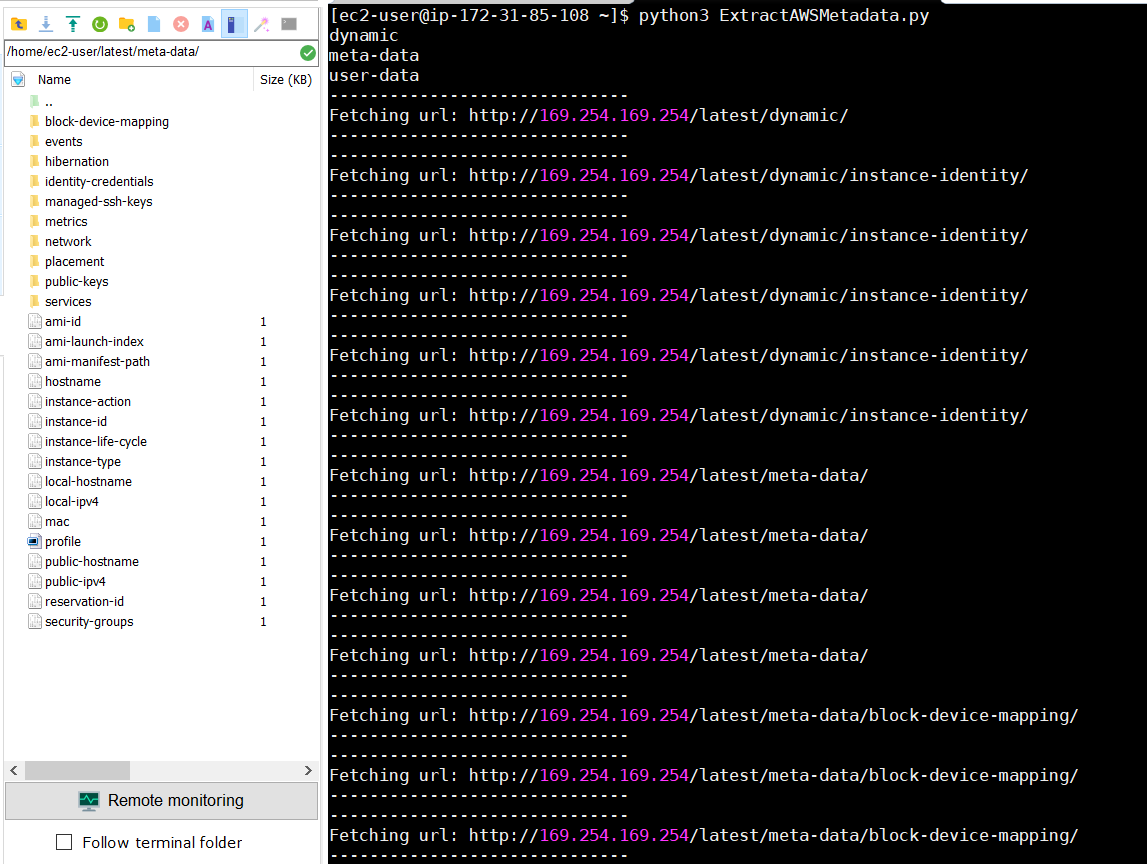 /home/ec2-user/latest/meta-data/
Name Size (KB)
..
block-device-mapping
events
hibernation
identity-credentials
managed-ssh-keys
metrics
network
placement
public-keys
services
ami-id 1
ami-launch-index 1
ami-manifest-path 1
hostname 1
instance-action 1
instance-id 1
instance-life-cycle 1
instance-type 1
local-hostname 1
local-ipv4 1
mac 1
profile 1
public-hostname 1
public-ipv4 1
reservation-id 1
security-groups 1
Remote monitoring
Follow terminal folder
[ec2-user@ip-172-31-85-108 ~]$ python3 ExtractAWSMetadata.py
dynamic
meta-data
user-data
------------------------------
Fetching url: http://169.254.169.254/latest/dynamic/
------------------------------
------------------------------
Fetching url: http://169.254.169.254/latest/dynamic/instance-identity/
------------------------------
------------------------------
Fetching url: http://169.254.169.254/latest/dynamic/instance-identity/
------------------------------
------------------------------
Fetching url: http://169.254.169.254/latest/dynamic/instance-identity/
------------------------------
------------------------------
Fetching url: http://169.254.169.254/latest/dynamic/instance-identity/
------------------------------
------------------------------
Fetching url: http://169.254.169.254/latest/dynamic/instance-identity/
------------------------------
------------------------------
Fetching url: http://169.254.169.254/latest/meta-data/
------------------------------
------------------------------
Fetching url: http://169.254.169.254/latest/meta-data/
------------------------------
------------------------------
Fetching url: http://169.254.169.254/latest/meta-data/
------------------------------
------------------------------
Fetching url: http://169.254.169.254/latest/meta-data/
------------------------------
------------------------------
Fetching url: http://169.254.169.254/latest/meta-data/block-device-mapping/
------------------------------
------------------------------
Fetching url: http://169.254.169.254/latest/meta-data/block-device-mapping/
------------------------------
------------------------------
Fetching url: http://169.254.169.254/latest/meta-data/block-device-mapping/
------------------------------